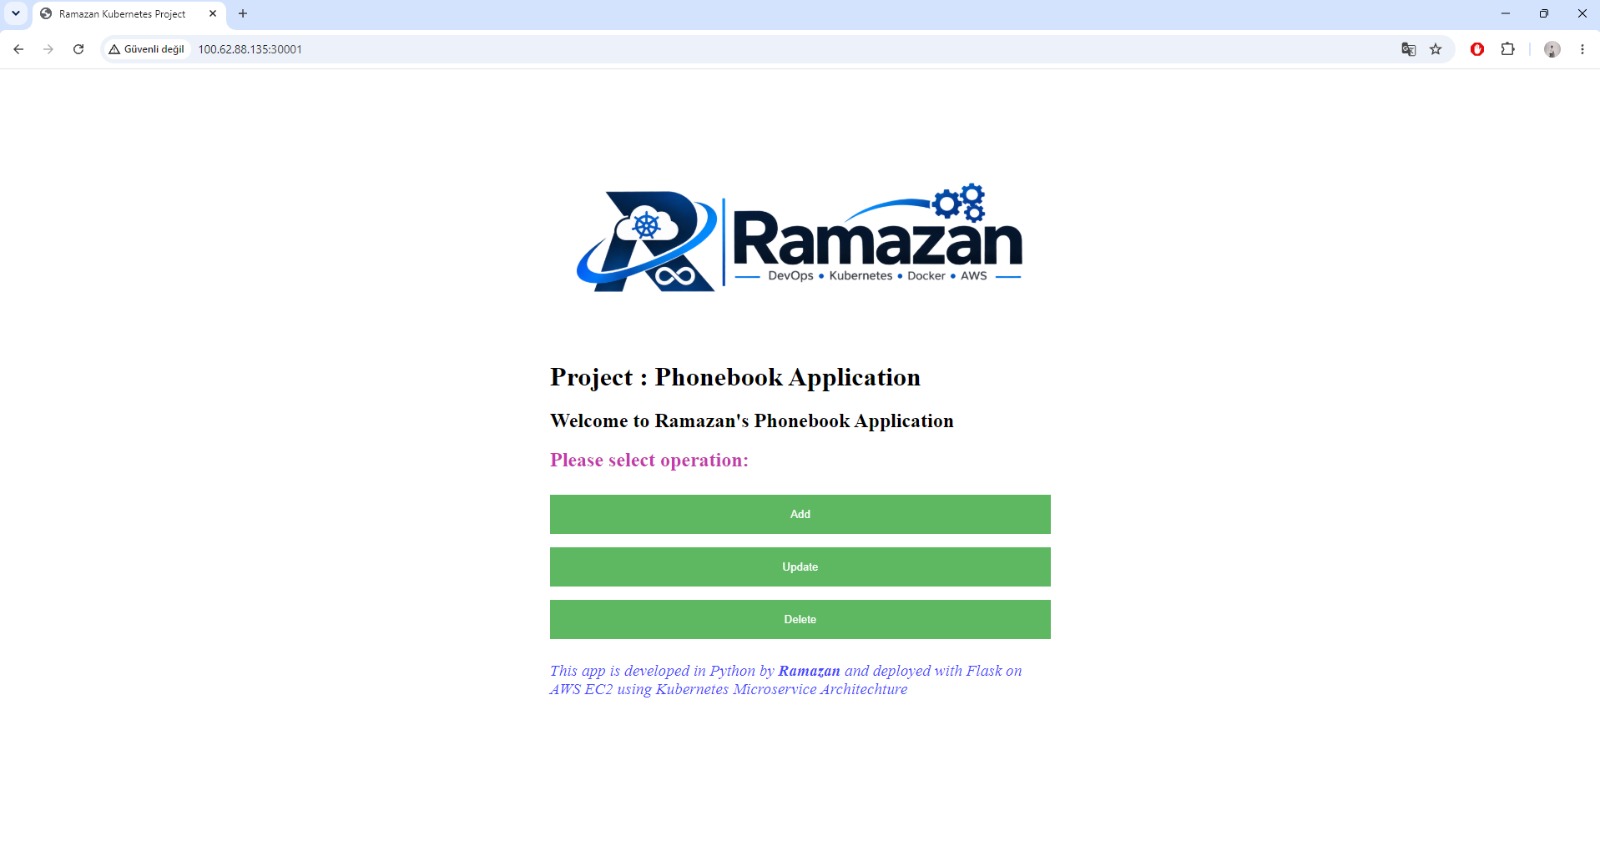 Ramazan Kubernetes Project
Güvenli değil
100.62.88.135:30001
Ramazan
DevOps • Kubernetes • Docker • AWS
Project : Phonebook Application
Welcome to Ramazan's Phonebook Application
Please select operation:
Add
Update
Delete
This app is developed in Python by Ramazan and deployed with Flask on
AWS EC2 using Kubernetes Microservice Architechture